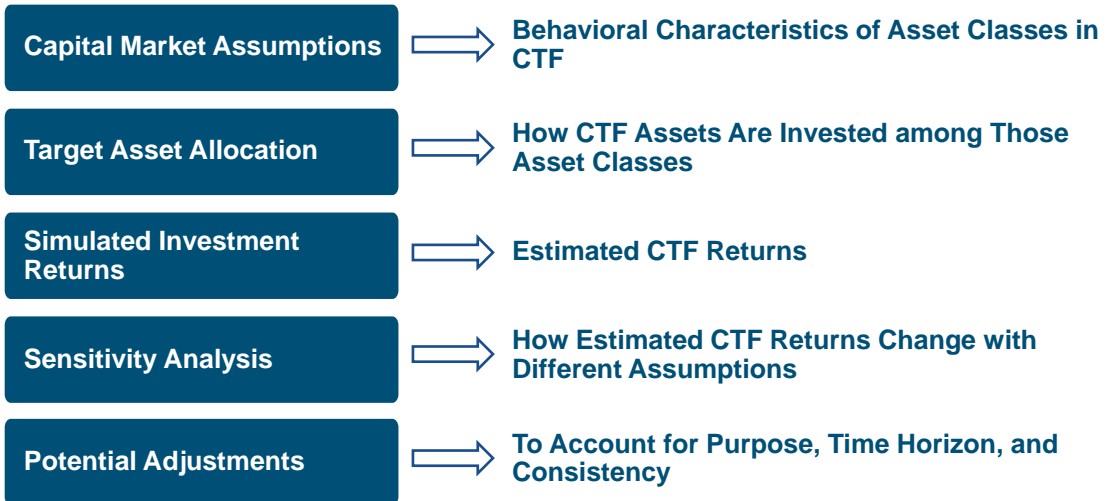 Capital Market Assumptions
Behavioral Characteristics of Asset Classes in
CTF
Target Asset Allocation
How CTF Assets Are Invested among Those
Asset Classes
Simulated Investment
Returns
Estimated CTF Returns
Sensitivity Analysis
How Estimated CTF Returns Change with
Different Assumptions
Potential Adjustments
To Account for Purpose, Time Horizon, and
Consistency